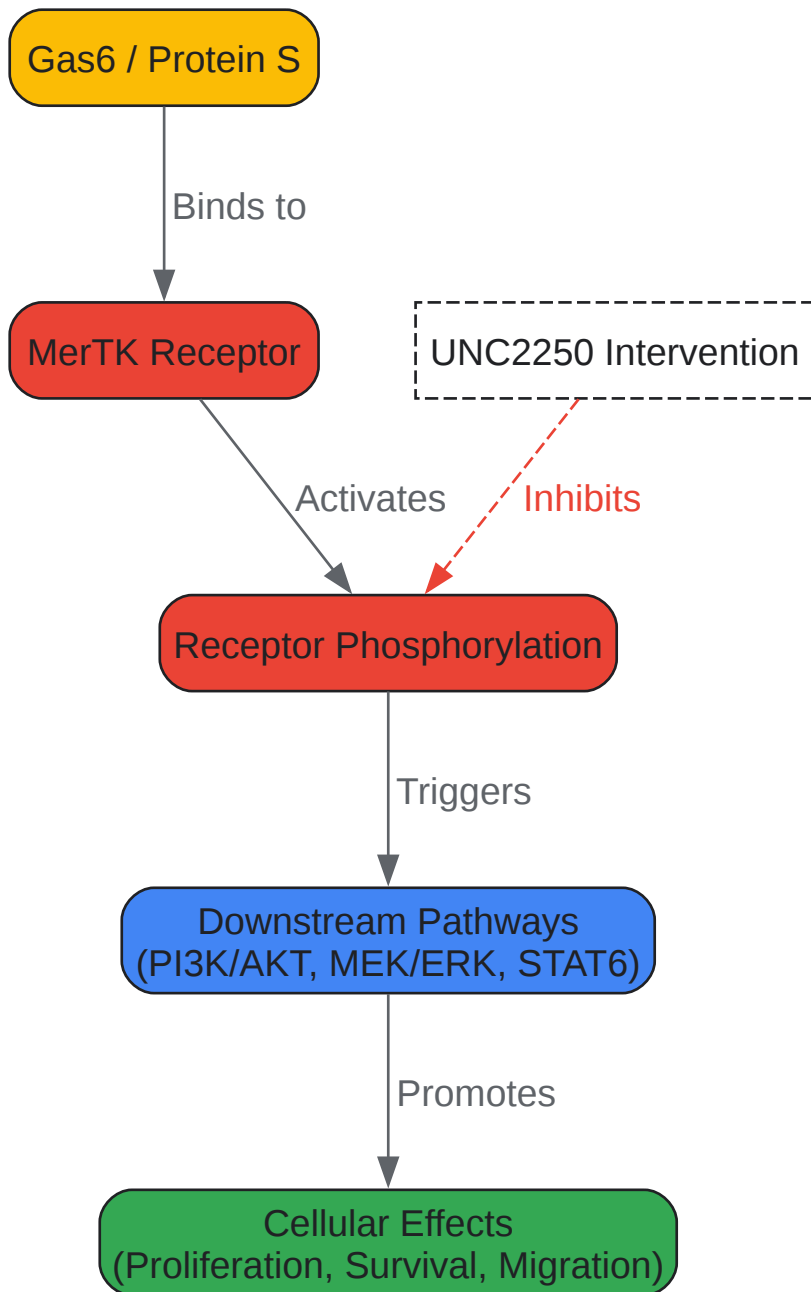 Gas6 / Protein S
Binds to
MerTK Receptor
UNC2250 Intervention
Activates
Inhibits
Receptor Phosphorylation
Triggers
Downstream Pathways
(PI3K/AKT, MEK/ERK, STAT6)
Promotes
Cellular Effects
(Proliferation, Survival, Migration)